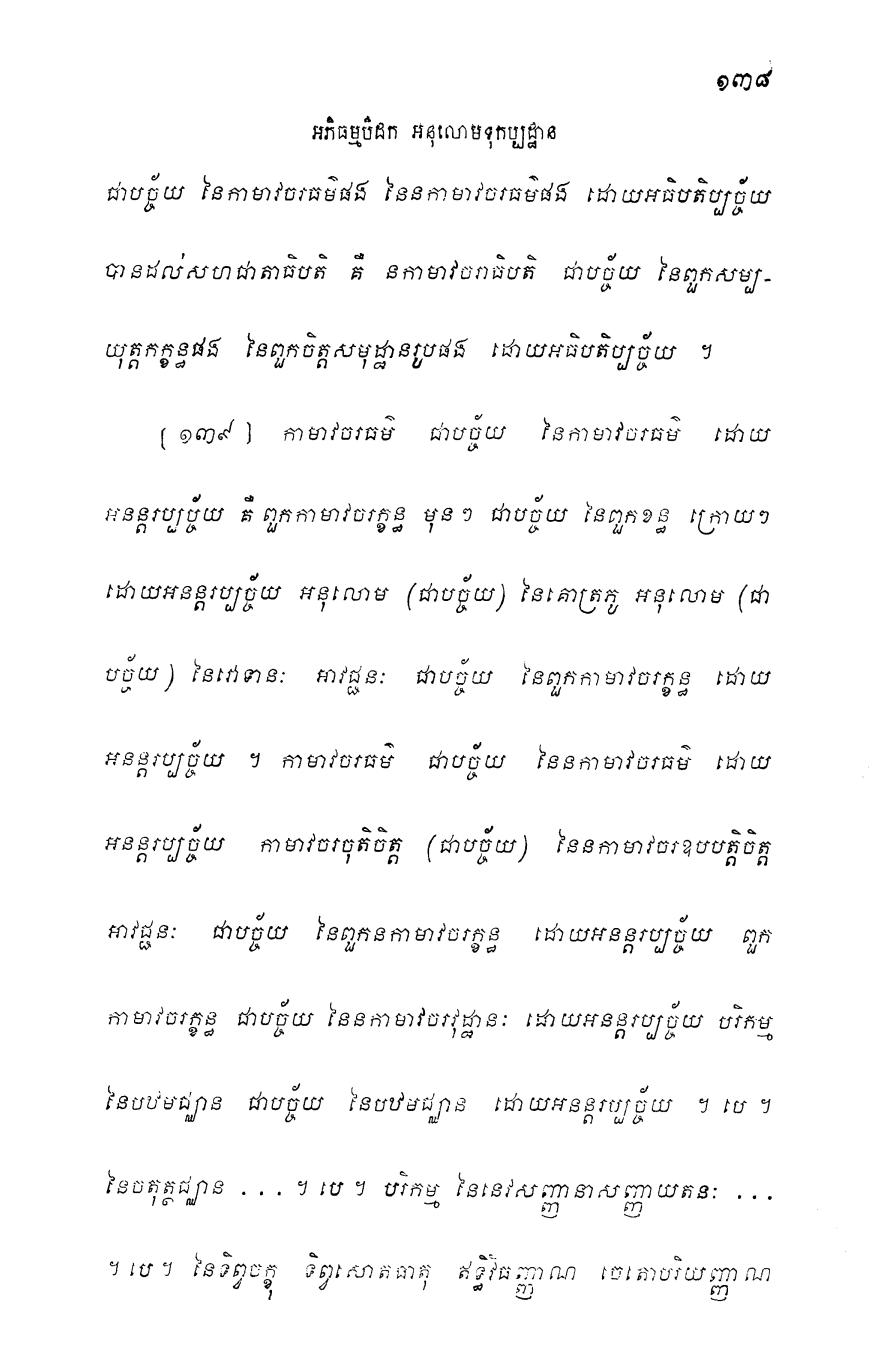 ១៣៨
អភិធម្មបិដក អនុលោមទុកប្បដ្ឋាន
ជាបច្ច័យ នៃកាមាវចរធម៌ផង នៃនកាមាវចរធម៌ផង ដោយអធិបតិប្បច្ច័យ
បានដល់សហជាតាធិបតិ គឺ នកាមាវចរាធិបតិ ជាបច្ច័យ នៃពួកសម្ប-
យុត្តកក្ខន្ធផង នៃពួកចិត្តសមុដ្ឋានរូបផង ដោយអធិបតិប្បច្ច័យ ។
[១៣៩] កាមាវចរធម៌ ជាបច្ច័យ នៃកាមាវចរធម៌ ដោយ
អនន្តរប្បច្ច័យ គឺ ពួកកាមាវចរក្ខន្ធ មុនៗ ជាបច្ច័យ នៃពួកខន្ធ ក្រោយៗ
ដោយអនន្តរប្បច្ច័យ អនុលោម (ជាបច្ច័យ) នៃគោត្រភូ អនុលោម (ជា
បច្ច័យ) នៃវោទានៈ អាវជ្ជនៈ ជាបច្ច័យ នៃពួកកាមាវចរក្ខន្ធ ដោយ
អនន្តរប្បច្ច័យ ។ កាមាវចរធម៌ ជាបច្ច័យ នៃនកាមាវចរធម៌ ដោយ
អនន្តរប្បច្ច័យ កាមាវចរចុតិចិត្ត (ជាបច្ច័យ) នៃនកាមាវចរឧបបត្តិចិត្ត
អាវជ្ជនៈ ជាបច្ច័យ នៃពួកនកាមាវចរក្ខន្ធ ដោយអនន្តរប្បច្ច័យ ពួក
កាមាវចរក្ខន្ធ ជាបច្ច័យ នៃនកាមាវចរវុដ្ឋានៈ ដោយអនន្តរប្បច្ច័យ បរិកម្ម
នៃបឋមជ្ឈាន ជាបច្ច័យ នៃបឋមជ្ឈាន ដោយអនន្តរប្បច្ច័យ ។ បេ ។
នៃចតុត្ថជ្ឈាន ... ។ បេ ។ បរិកម្ម នៃនេវសញ្ញានាសញ្ញាយតនៈ ...
។ បេ ។ នៃទិព្វចក្ខុ ទិព្វសោតធាតុ ឥទ្ធិវិធញ្ញាណ ចេតោបរិយញ្ញាណ